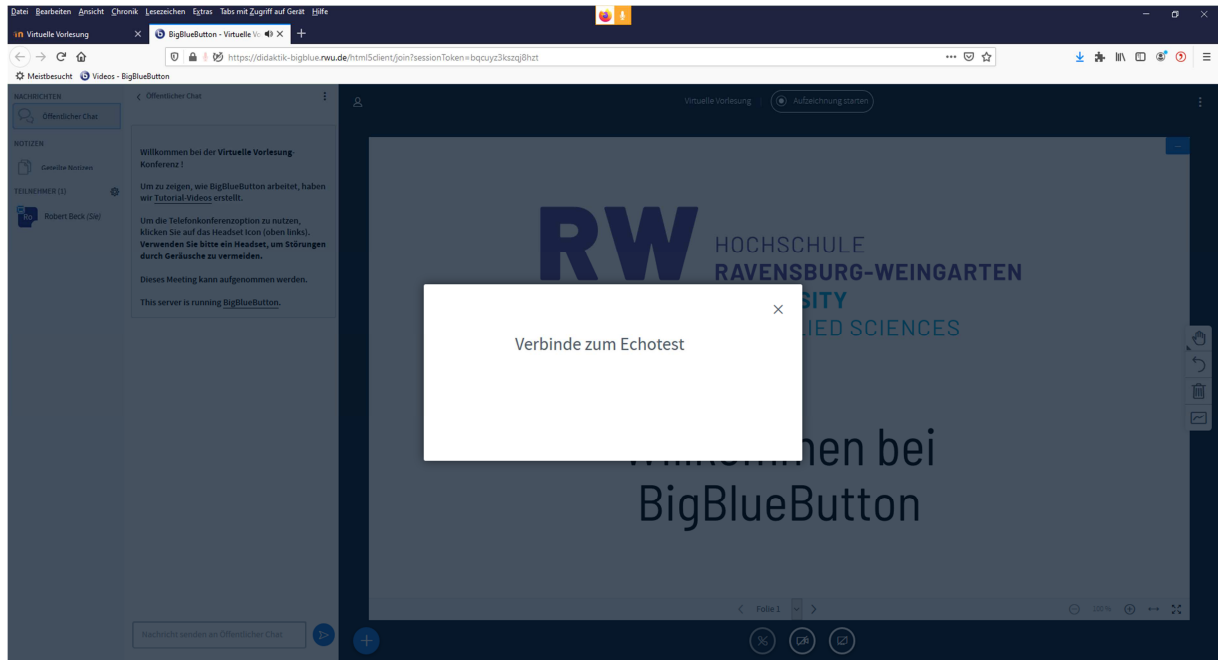 Datei Bearbeiten Ansicht Chronik Lesezeichen Extras Tabs mit Zugriff auf Gerät Hilfe
Virtuelle Vorlesung
BigBlueButton - Virtuelle Vo
https://didaktik-bigblue.rwu.de/html5client/join?sessionToken=bqcuyz3kszqj8hzt
Meistbesucht Videos - BigBlueButton
NACHRICHTEN
Öffentlicher Chat
NOTIZEN
Geteilte Notizen
TEILNEHMER (1)
Ro Robert Beck (Sie)
Öffentlicher Chat
Willkommen bei der Virtuelle Vorlesung-
Konferenz !
Um zu zeigen, wie BigBlueButton arbeitet, haben
wir Tutorial-Videos erstellt.
Um die Telefonkonferenzoption zu nutzen,
klicken Sie auf das Headset Icon (oben links).
Verwenden Sie bitte ein Headset, um Störungen
durch Geräusche zu vermeiden.
Dieses Meeting kann aufgenommen werden.
This server is running BigBlueButton.
Nachricht senden an Öffentlicher Chat
Virtuelle Vorlesung
Aufzeichnung starten
RW
HOCHSCHULE
RAVENSBURG-WEINGARTEN
SITY
LIED SCIENCES
Verbinde zum Echotest
men bei
BigBlueButton
Folie 1
100%